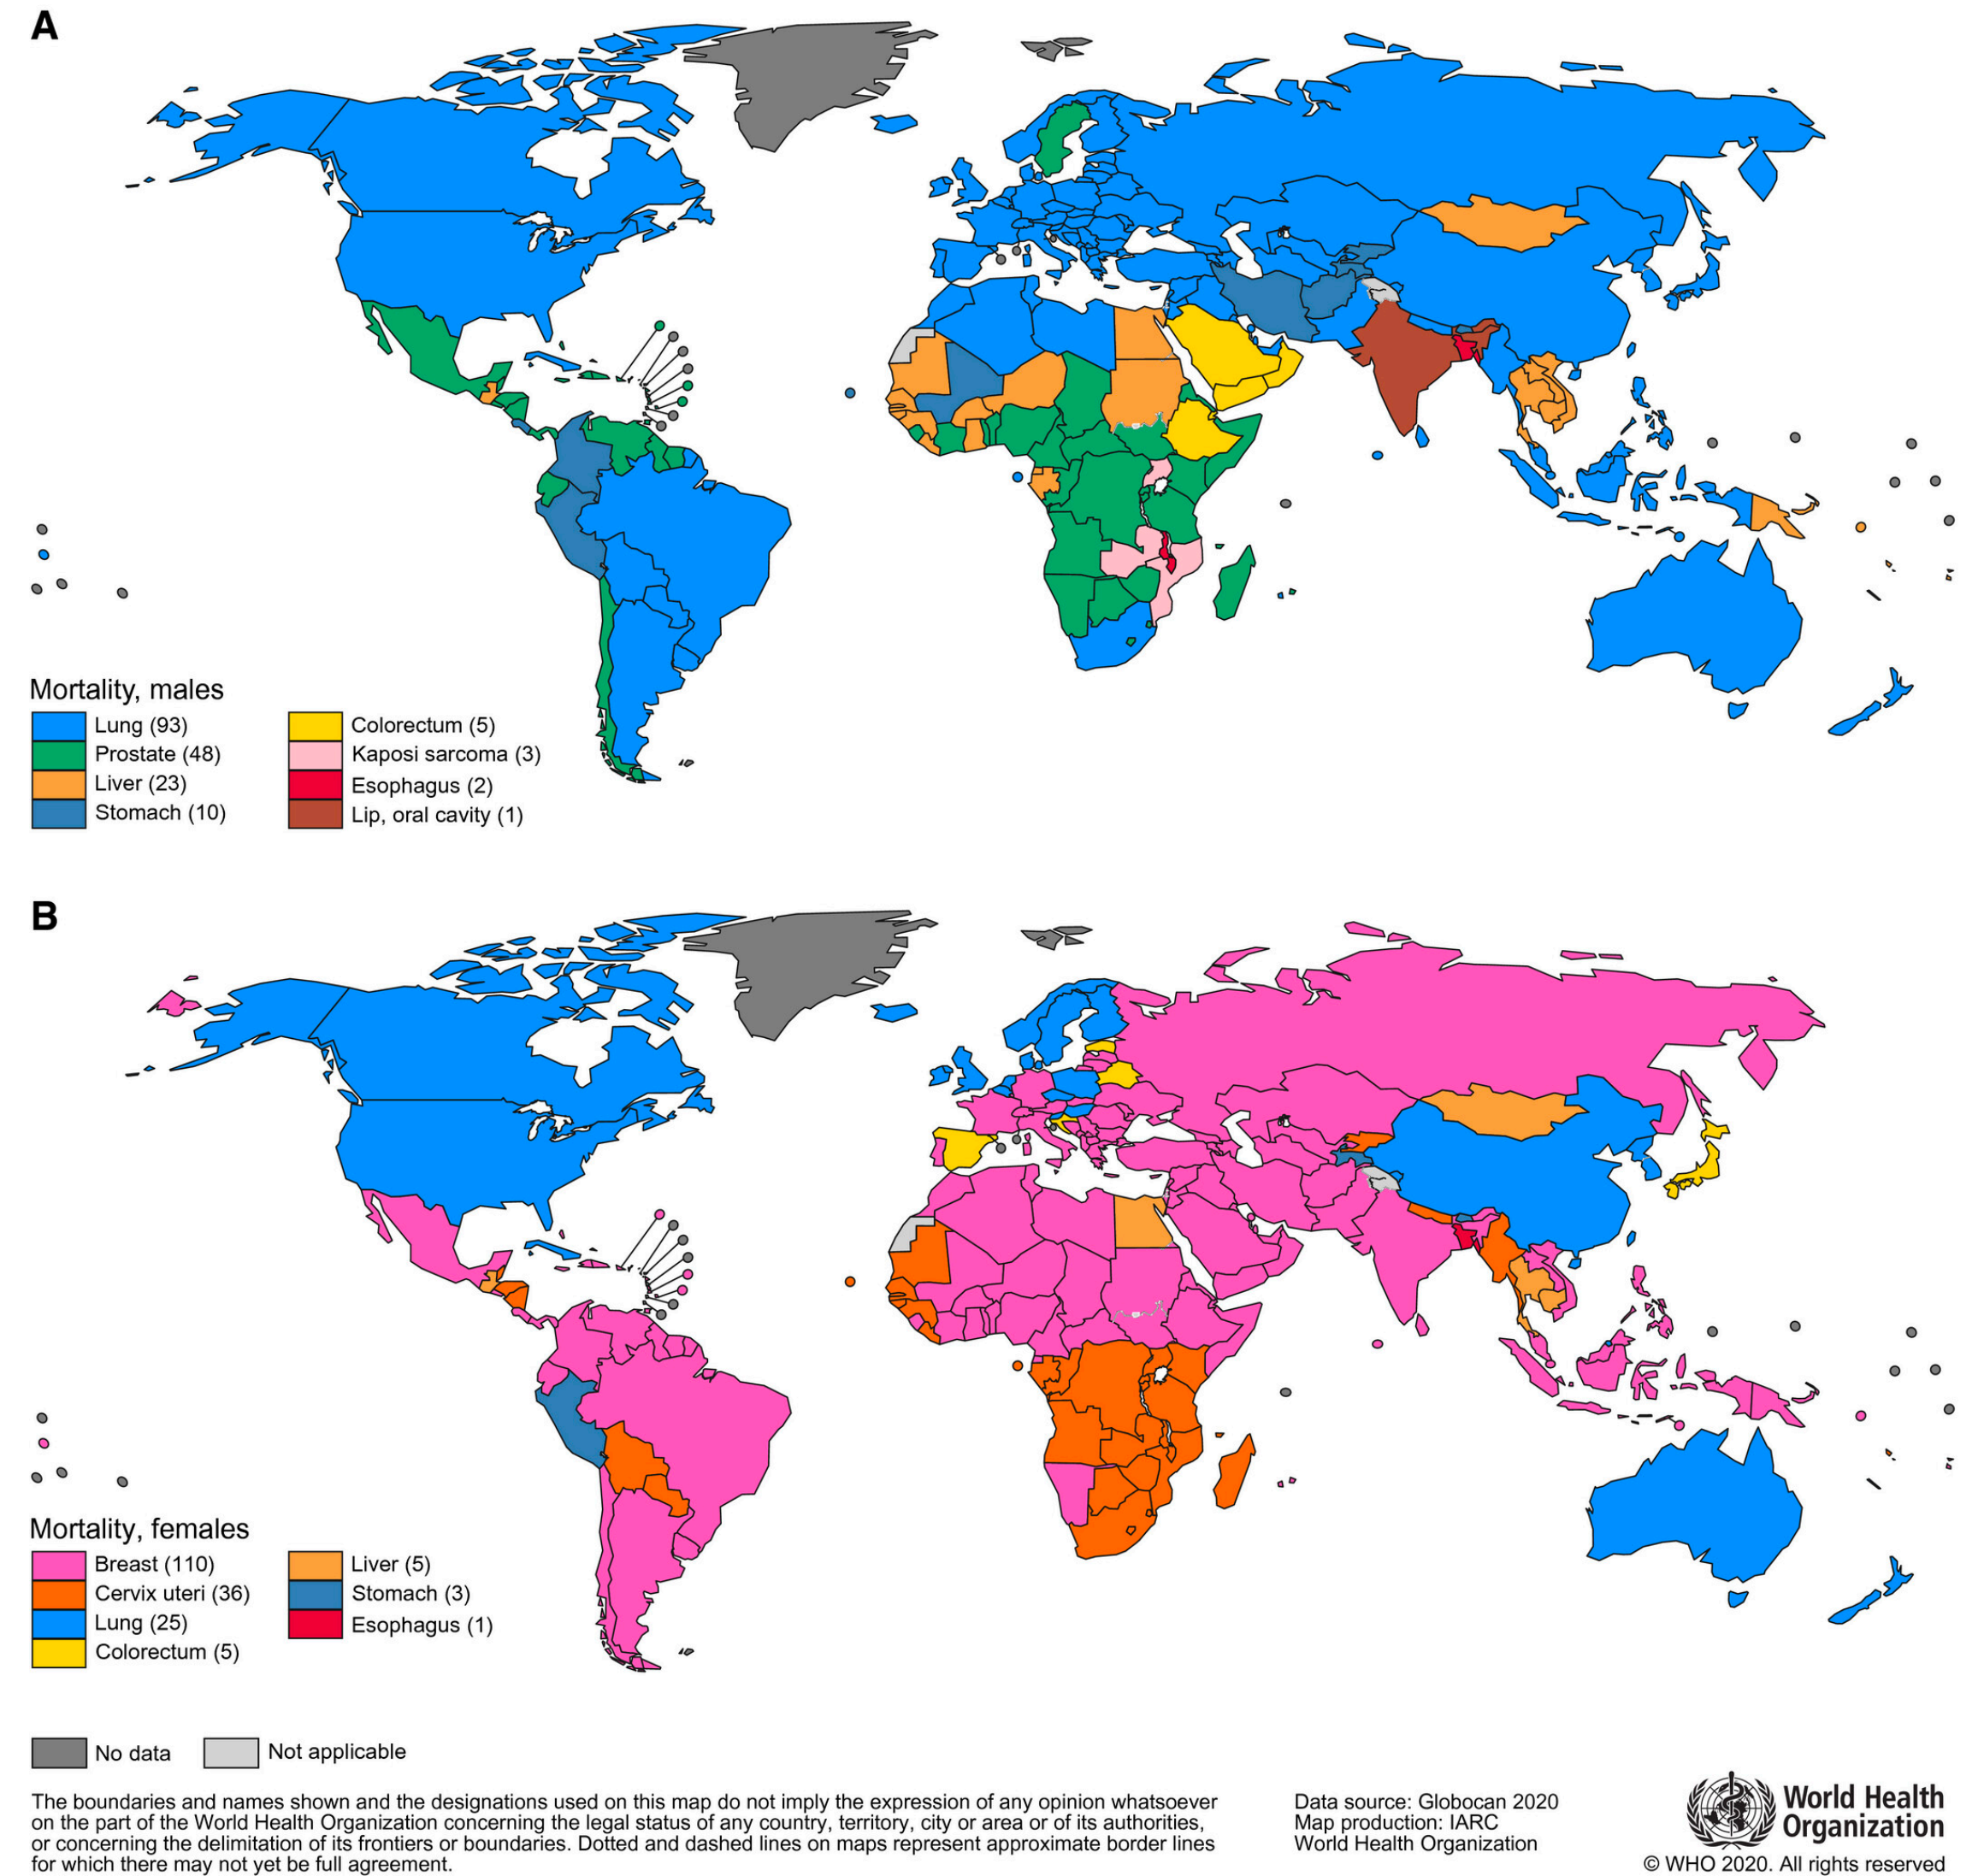 A
Mortality, males
Lung (93)
Prostate (48)
Liver (23)
Stomach (10)
Colorectum (5)
Kaposi sarcoma (3)
Esophagus (2)
Lip, oral cavity (1)
B
Mortality, females
Breast (110)
Cervix uteri (36)
Lung (25)
Colorectum (5)
Liver (5)
Stomach (3)
Esophagus (1)
No data
Not applicable
The boundaries and names shown and the designations used on this map do not imply the expression of any opinion whatsoever
on the part of the World Health Organization concerning the legal status of any country, territory, city or area or of its authorities,
or concerning the delimitation of its frontiers or boundaries. Dotted and dashed lines on maps represent approximate border lines
for which there may not yet be full agreement.
Data source: Globocan 2020
Map production: IARC
World Health Organization
World Health
Organization
© WHO 2020. All rights reserved